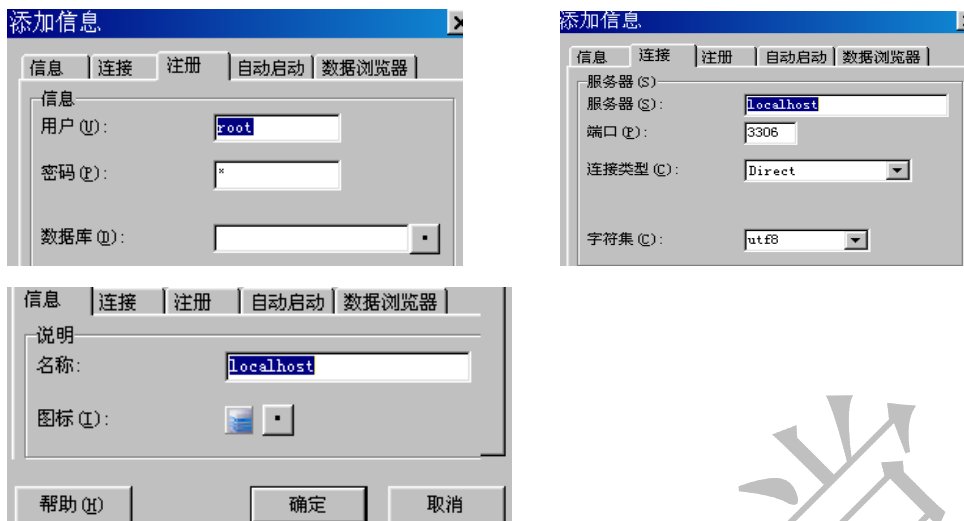 添加信息
信息 连接 注册 自动启动 数据浏览器
信息
用户(U): root
密码(P): *
数据库(D):
添加信息
信息 连接 注册 自动启动 数据浏览器
服务器(S)
服务器(S): localhost
端口(P): 3306
连接类型(C): Direct
字符集(C): utf8
信息 连接 注册 自动启动 数据浏览器
说明
名称: localhost
图标(I):
帮助(H) 确定 取消